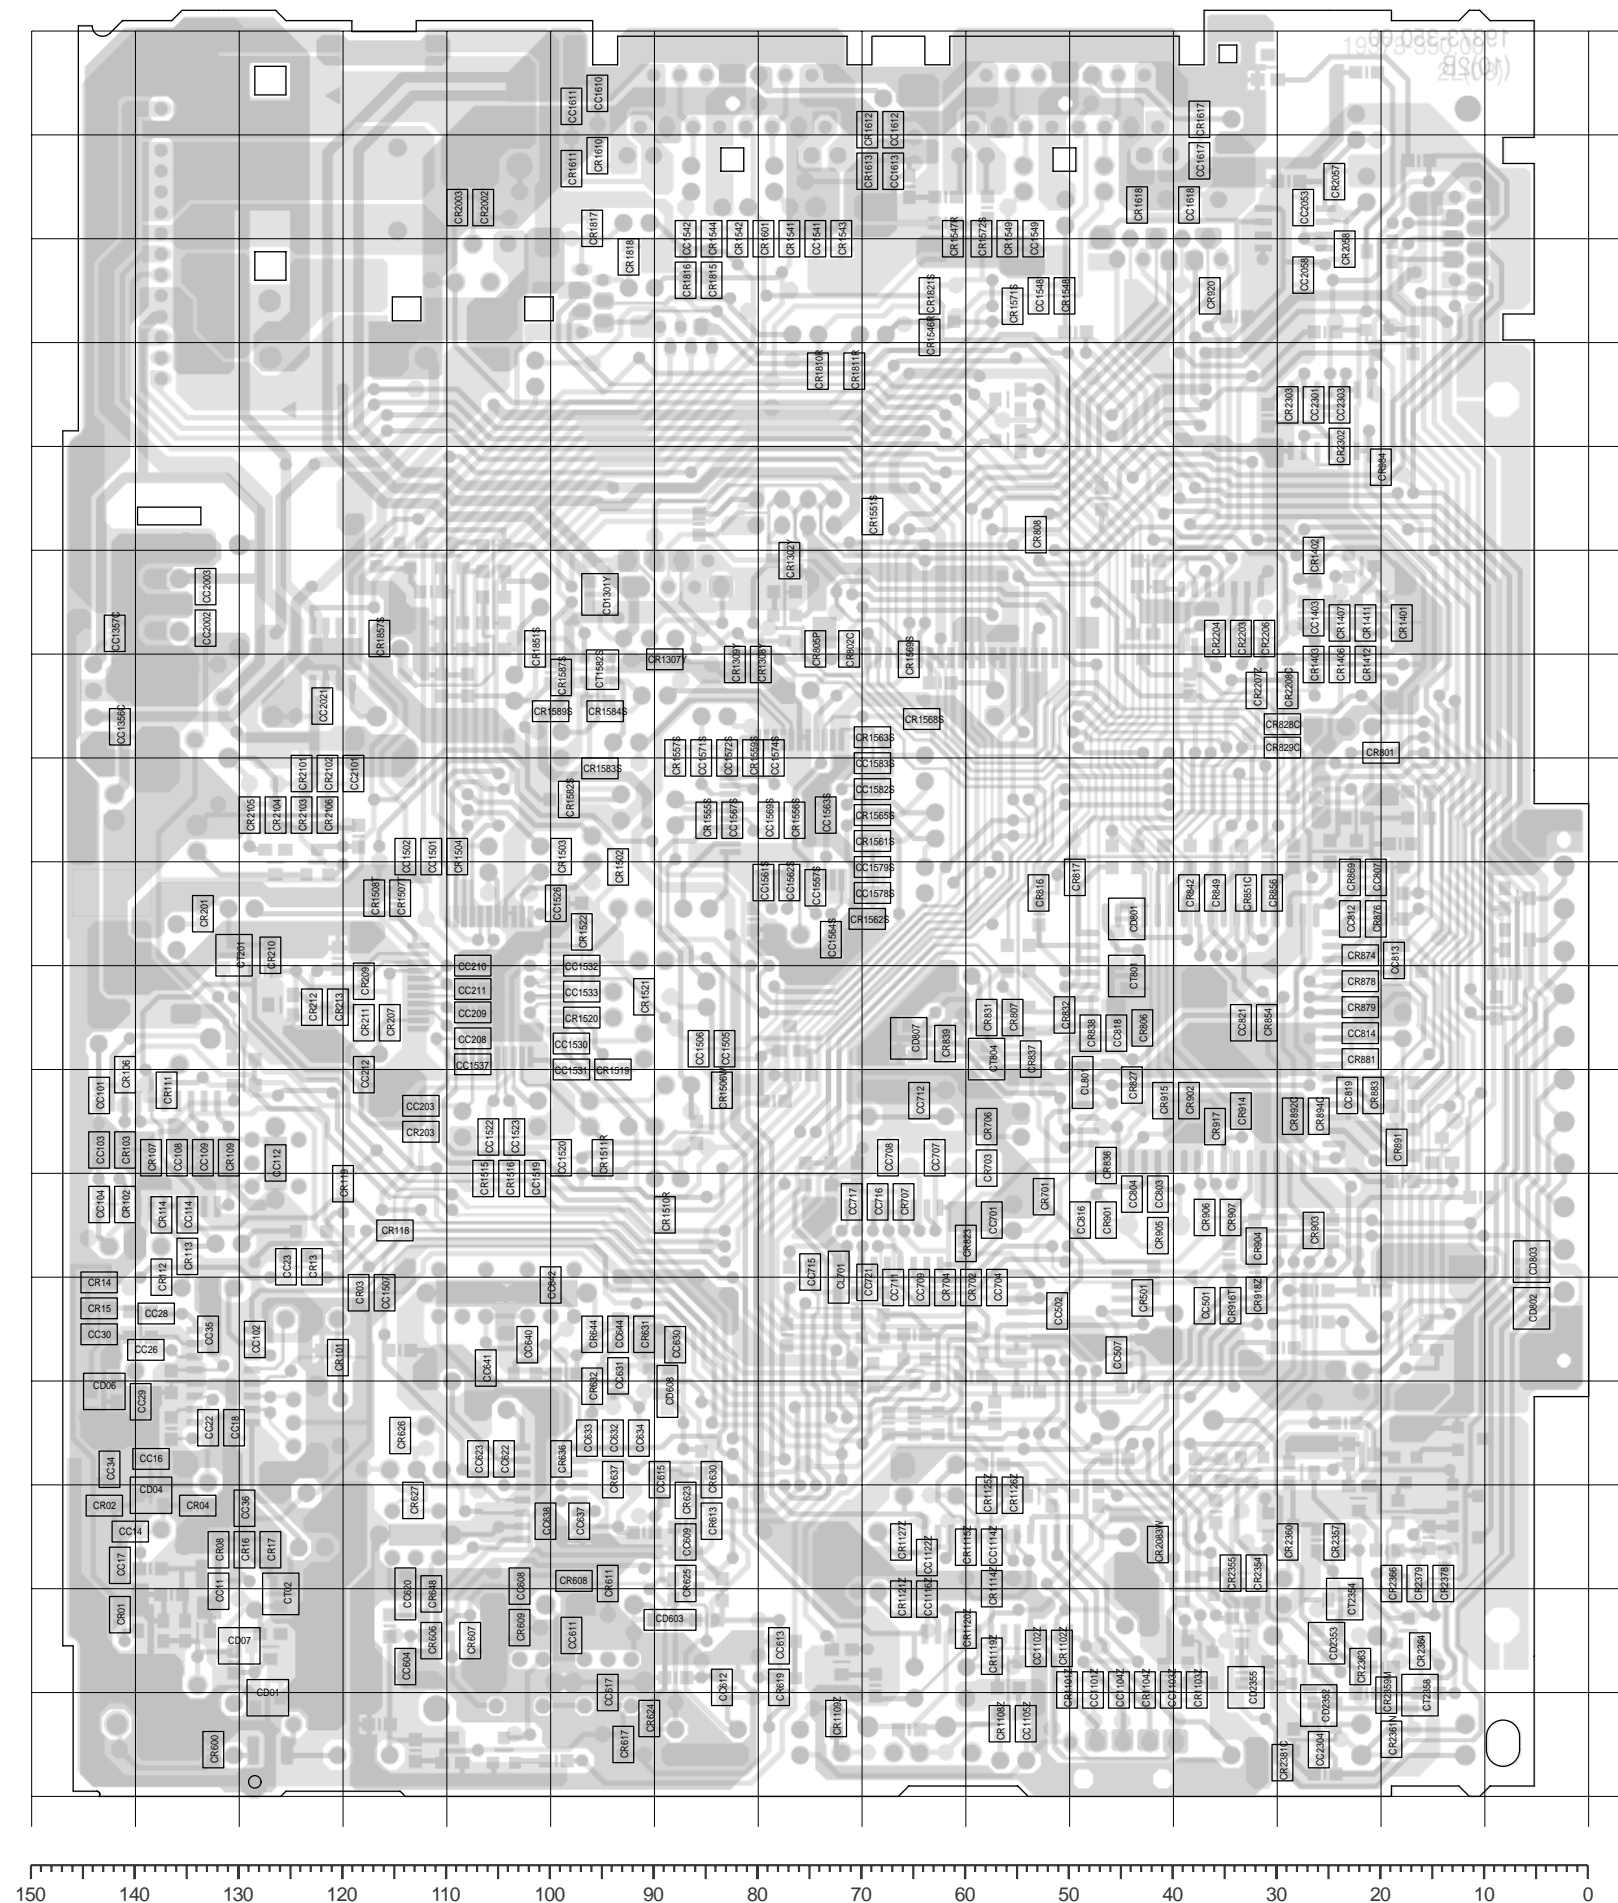 CC1611 CC1610 CR1612 CC1612 CR1617
CR1611 CR1610 CR1613 CC1613 CC1617 CR2057
CR2003 CR2002 CR1618 CC1618 CC2053
CR1817 CR1818 CC1542 CR1544 CR1542 CR1601 CR1541 CC1541 CR1543 CR1547R CR1572S CR1549 CC1549 CR2058
CR1816 CR1815 CR1821S CR1571S CC1548 CR1548 CR920 CC2058
CR1546R
CR1810R CR1811R
CR2303 CC2301 CC2303
CR2302 CR984
CR1551S CR808
CR1302Y CR1402
CC2003 CD1301Y
CC1357C CC2002 CR1857S CR1851S CR805P CR802C CR1569S CR2204 CR2203 CR2206 CC1403 CR1407 CR1411 CR1401
CR1587S CT1582S CR1307Y CR1309Y CR1308Y CR2207Z CR2208C CR1403 CR1406 CR1412
CC1356C CC2021 CR1589S CR1584S CR1568S CR828C
CR1563S CR829C CR801
CR2101 CR2102 CC2101 CR1583S CR1557S CC1571S CC1572S CR1559S CC1574S CC1583S
CR2105 CR2104 CR2103 CR2106 CR1582S CR1555S CC1567S CC1569S CR1556S CC1563S CC1582S
CR1565S
CC1502 CC1501 CR1504 CR1503 CR1502 CR1561S
CC1561S CC1562S CC1557S CC1579S CR816 CR817 CR842 CR849 CR851C CR856 CR869 CC807
CR201 CR1508T CR1507T CC1526 CC1578S
CR1522 CR1562S CD801 CC812 CR876
CT201 CR210 CC1564S CR874 CC813
CC210 CC1532 CT801
CR209 CC211 CC1533 CR1521 CR878
CR212 CR213 CR211 CR207 CC209 CR1520 CR831 CR807 CR832 CR879
CC208 CC1530 CC1506 CC1505 CD807 CR839 CR838 CC818 CR806 CC821 CR854 CC814
CC212 CC1537 CC1531 CR1519 CT804 CR837 CR881
CC101 CR106 CR111 CR1506W CC712 CL801 CR827 CR915 CR902 CR914 CC819 CR883
CC203 CR706 CR917 CR892C CR894C
CR203
CC103 CR103 CR107 CC108 CC109 CR109 CC112 CC1522 CC1523 CC1520 CR1511R CC708 CC707 CR703 CR836 CR891
CR119 CR1515 CR1516 CC1519
CC104 CR102 CR114 CC114 CR1510R CC717 CC716 CR707 CR701 CC804 CC803
CR118 CC701 CC816 CR901 CR905 CR906 CR907 CR903
CR113 CR823 CR904
CR14 CR112 CC23 CR13 CC642 CC715 CL701 CD803
CR15 CR03 CC1507 CC721 CC711 CC709 CR704 CR702 CC704 CR501 CC501 CR916T CR918Z CD802
CC28 CC502
CC30 CC35 CC102 CC640 CR644 CC644 CR631 CC630
CC26 CR101 CC641 CC507
CD06 CR632 CC631 CD608
CC29
CC22 CC18 CR626 CC633 CC632 CC634
CC34 CC16 CC623 CC622 CR636
CD04 CR637 CC615 CR630 CR1125Z CR1126Z
CR02 CR04 CC36 CR627 CR623
CC14 CC638 CC637 CR613
CR08 CR16 CR17 CC609 CR1127Z CC1122Z CR1115Z CC1114Z CR2083W CR2360 CR2357
CC17 CC608 CR608 CR611 CR625 CR2355 CR2354 CR2366 CR2379 CR2378
CC11 CT02 CC620 CR648 CR1121Z CC1116Z CR1114Z CT2354
CR01 CD603
CD07 CR606 CR607 CR609 CC611 CC613 CR1120Z CR1119Z CC1102Z CR1102Z CD2353 CR2364
CC604 CR2363
CD01 CC617 CC612 CR619 CR1101Z CC1101Z CC1104Z CR1104Z CC1103Z CR1103Z CD2355 CR2359M CT2358
CR624 CR1109Z CR1108Z CC1105Z CD2352
CR600 CR617 CR2381C CC2304 CR2361N
150 140 130 120 110 100 90 80 70 60 50 40 30 20 10 0